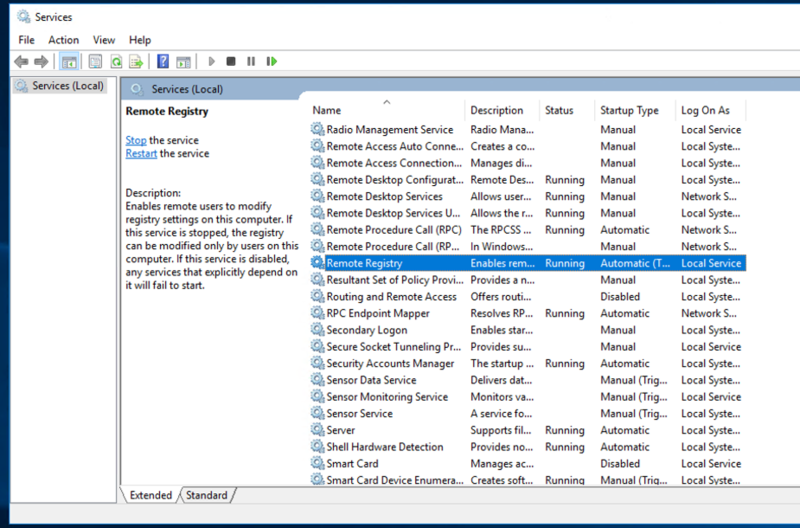 Services
File Action View Help
Services (Local)
Services (Local)
Remote Registry
Stop the service
Restart the service
Description:
Enables remote users to modify
registry settings on this computer. If
this service is stopped, the registry
can be modified only by users on this
computer. If this service is disabled,
any services that explicitly depend on
it will fail to start.
Name Description Status Startup Type Log On As
Radio Management Service Radio Mana... Manual Local Service
Remote Access Auto Conne... Creates a co... Manual Local Syste...
Remote Access Connection... Manages di... Manual Local Syste...
Remote Desktop Configurat... Remote Des... Running Manual Local Syste...
Remote Desktop Services Allows user... Running Manual Network S...
Remote Desktop Services U... Allows the r... Running Manual Local Syste...
Remote Procedure Call (RPC) The RPCSS ... Running Automatic Network S...
Remote Procedure Call (RP... In Windows... Manual Network S...
Remote Registry Enables rem... Running Automatic (T... Local Service
Resultant Set of Policy Provi... Provides a n... Manual Local Syste...
Routing and Remote Access Offers routi... Disabled Local Syste...
RPC Endpoint Mapper Resolves RP... Running Automatic Network S...
Secondary Logon Enables star... Manual Local Syste...
Secure Socket Tunneling Pr... Provides su... Manual Local Service
Security Accounts Manager The startup ... Running Automatic Local Syste...
Sensor Data Service Delivers dat... Manual (Trig... Local Syste...
Sensor Monitoring Service Monitors va... Manual (Trig... Local Service
Sensor Service A service fo... Manual (Trig... Local Syste...
Server Supports fil... Running Automatic Local Syste...
Shell Hardware Detection Provides no... Running Automatic Local Syste...
Smart Card Manages ac... Disabled Local Service
Smart Card Device Enumera... Creates soft... Running Manual (Trig... Local Syste...
Extended Standard